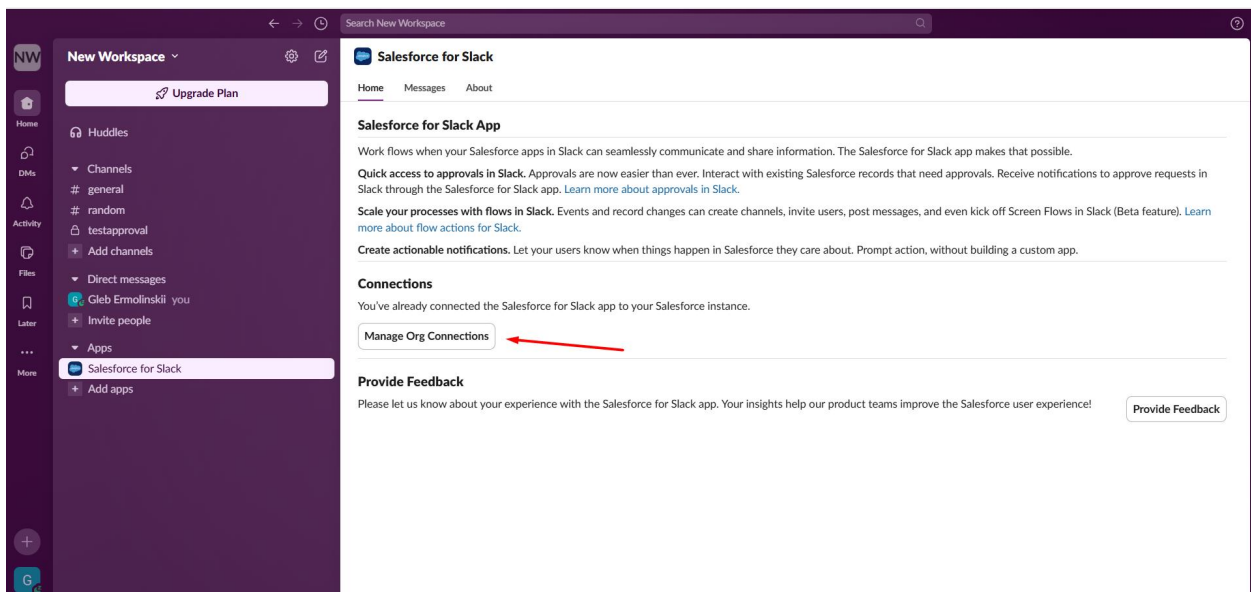 Search New Workspace
NW
Home
DMs
Activity
Files
Later
More
G
New Workspace
Upgrade Plan
Huddles
Channels
# general
# random
testapproval
+ Add channels
Direct messages
G Gleb Ermolinskii you
+ Invite people
Apps
Salesforce for Slack
+ Add apps
Salesforce for Slack
Home Messages About
Salesforce for Slack App
Work flows when your Salesforce apps in Slack can seamlessly communicate and share information. The Salesforce for Slack app makes that possible.
Quick access to approvals in Slack. Approvals are now easier than ever. Interact with existing Salesforce records that need approvals. Receive notifications to approve requests in
Slack through the Salesforce for Slack app. Learn more about approvals in Slack.
Scale your processes with flows in Slack. Events and record changes can create channels, invite users, post messages, and even kick off Screen Flows in Slack (Beta feature). Learn
more about flow actions for Slack.
Create actionable notifications. Let your users know when things happen in Salesforce they care about. Prompt action, without building a custom app.
Connections
You've already connected the Salesforce for Slack app to your Salesforce instance.
Manage Org Connections
Provide Feedback
Please let us know about your experience with the Salesforce for Slack app. Your insights help our product teams improve the Salesforce user experience!
Provide Feedback